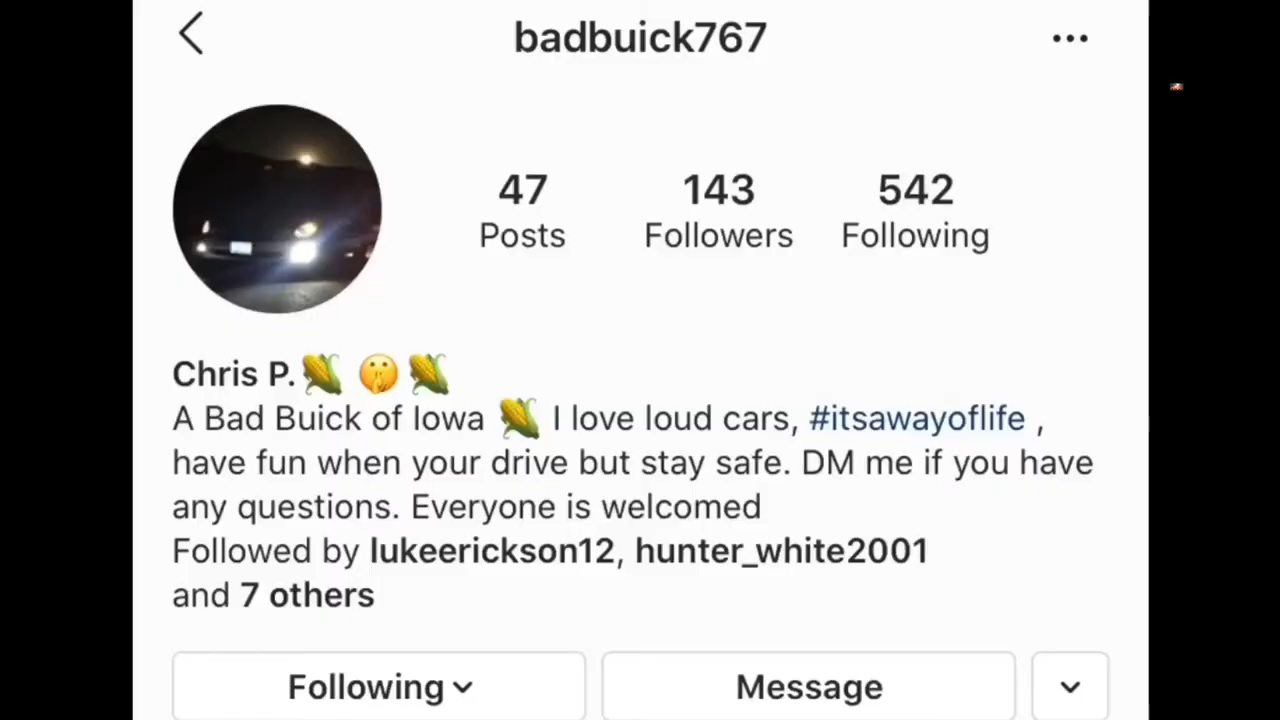 badbuick767
47 143 542
Posts Followers Following
Chris P.🌽 🤫 🌽
A Bad Buick of Iowa 🌽 I love loud cars, #itsawayoflife ,
have fun when your drive but stay safe. DM me if you have
any questions. Everyone is welcomed
Followed by lukeerickson12, hunter_white2001
and 7 others
Following Message